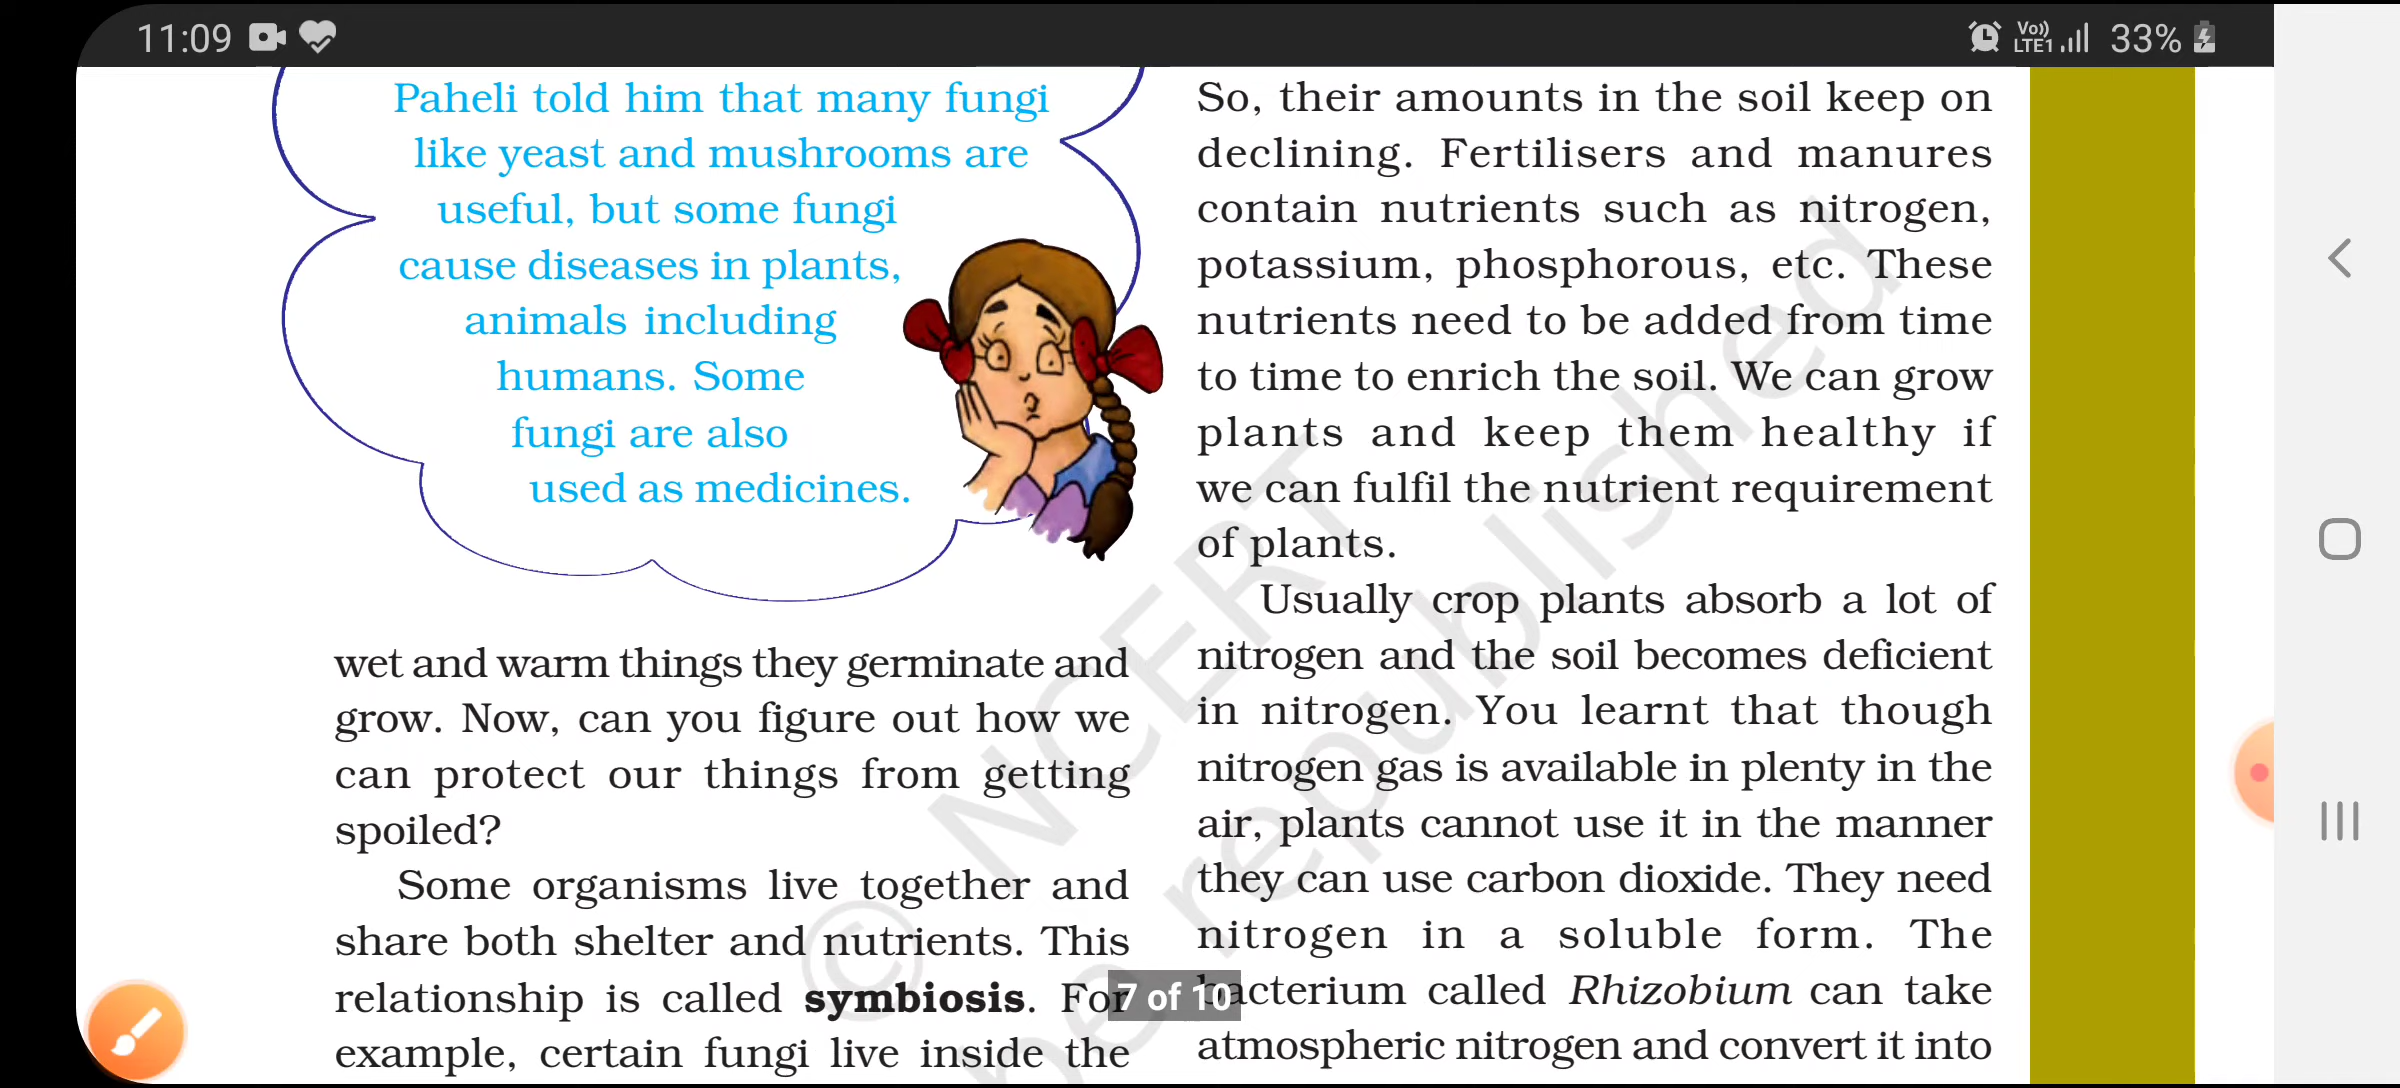 11:09
Vo)) LTE1
33%
Paheli told him that many fungi
like yeast and mushrooms are
useful, but some fungi
cause diseases in plants,
animals including
humans. Some
fungi are also
used as medicines.
wet and warm things they germinate and
grow. Now, can you figure out how we
can protect our things from getting
spoiled?
Some organisms live together and
share both shelter and nutrients. This
relationship is called symbiosis. For
example, certain fungi live inside the
So, their amounts in the soil keep on
declining. Fertilisers and manures
contain nutrients such as nitrogen,
potassium, phosphorous, etc. These
nutrients need to be added from time
to time to enrich the soil. We can grow
plants and keep them healthy if
we can fulfil the nutrient requirement
of plants.
Usually crop plants absorb a lot of
nitrogen and the soil becomes deficient
in nitrogen. You learnt that though
nitrogen gas is available in plenty in the
air, plants cannot use it in the manner
they can use carbon dioxide. They need
nitrogen in a soluble form. The
bacterium called Rhizobium can take
atmospheric nitrogen and convert it into
7 of 10
© NCERT
be republished